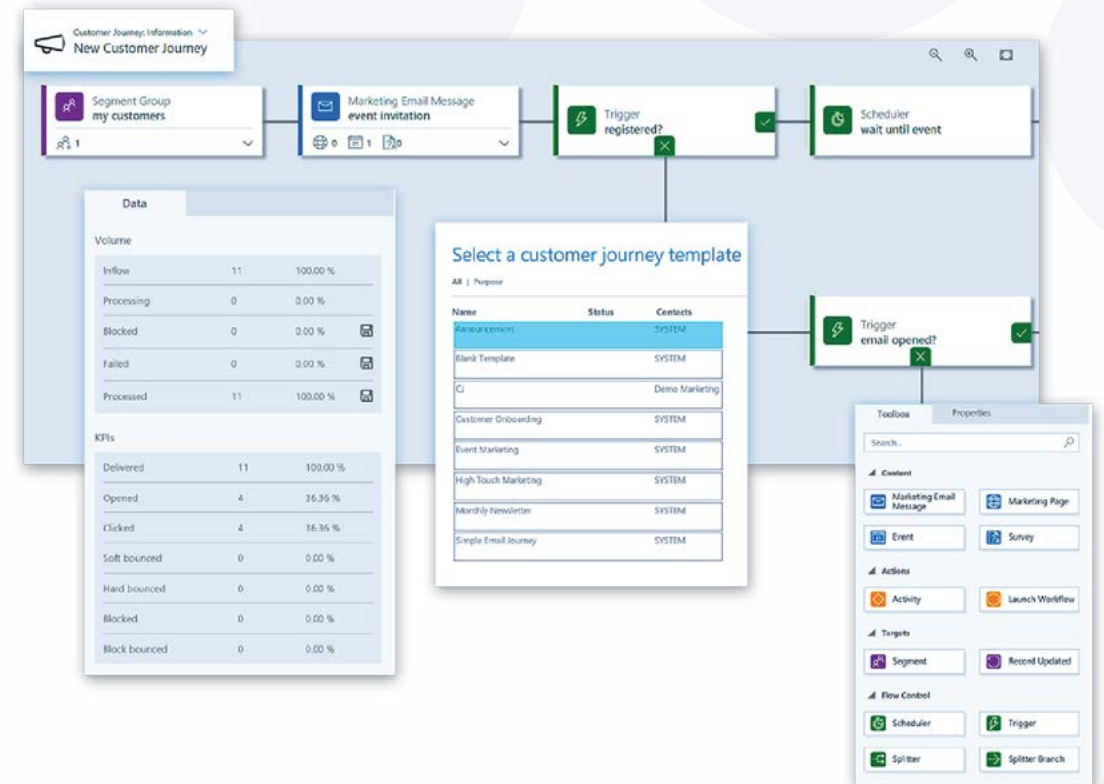 Customer Journey: Information
New Customer Journey
Segment Group
my customers
1
Marketing Email Message
event invitation
0 1 0
Trigger
registered?
Scheduler
wait until event
Data
Volume
Inflow 11 100.00 %
Processing 0 0.00 %
Blocked 0 0.00 %
Failed 0 0.00 %
Processed 11 100.00 %
KPIs
Delivered 11 100.00 %
Opened 4 36.36 %
Clicked 4 36.36 %
Soft bounced 0 0.00 %
Hard bounced 0 0.00 %
Blocked 0 0.00 %
Block bounced 0 0.00 %
Select a customer journey template
All | Purpose
Name Status Contacts
Announcement SYSTEM
Blank Template SYSTEM
CJ Demo Marketing
Customer Onboarding SYSTEM
Event Marketing SYSTEM
High Touch Marketing SYSTEM
Monthly Newsletter SYSTEM
Simple Email Journey SYSTEM
Trigger
email opened?
Toolbox Properties
Search..
Content
Marketing Email
Message
Marketing Page
Event Survey
Actions
Activity Launch Workflow
Targets
Segment Record Updated
Flow Control
Scheduler Trigger
Splitter Splitter Branch